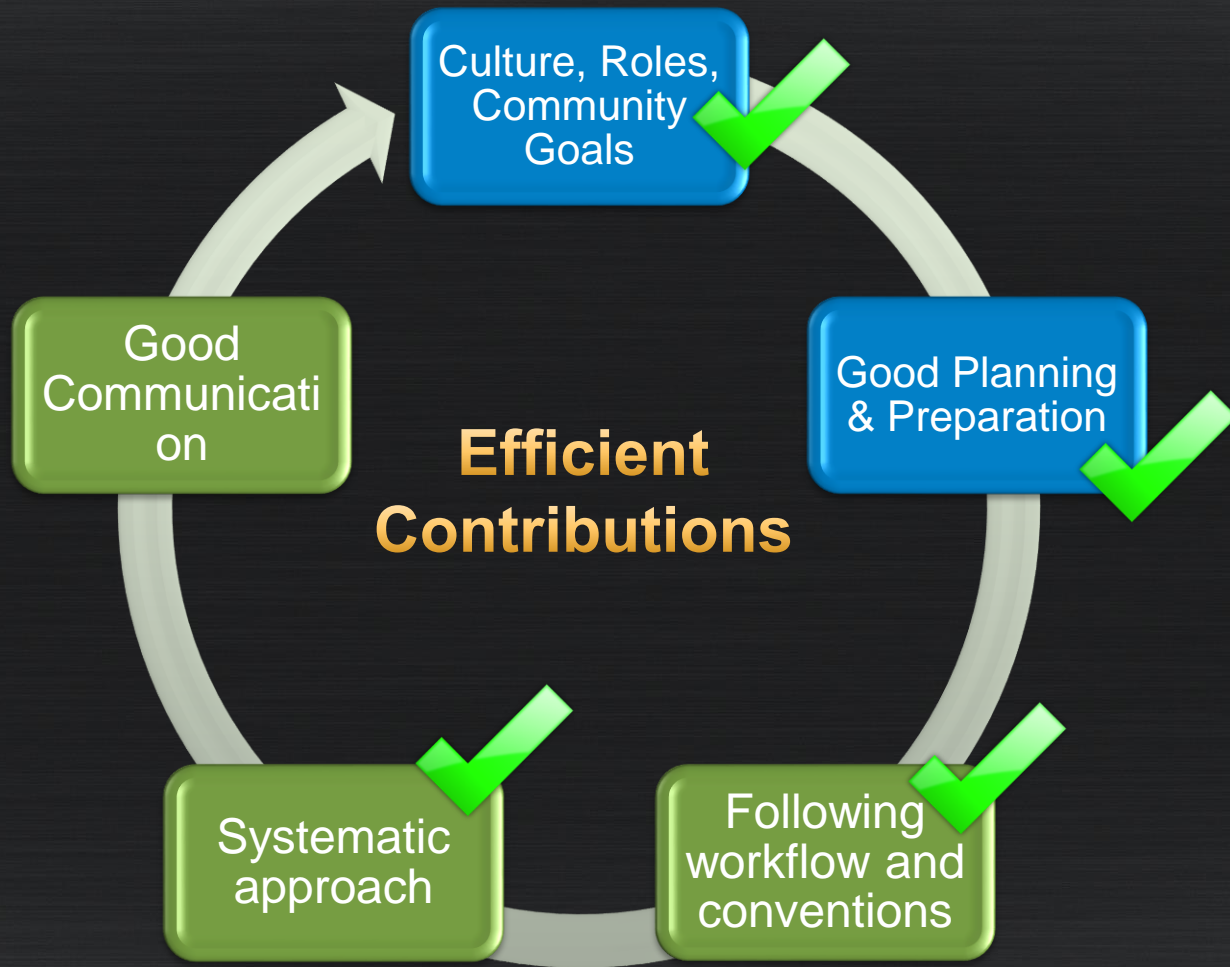 Culture, Roles,
Community
Goals
Good Planning
& Preparation
Following
workflow and
conventions
Systematic
approach
Good
Communicati
on
Efficient
Contributions